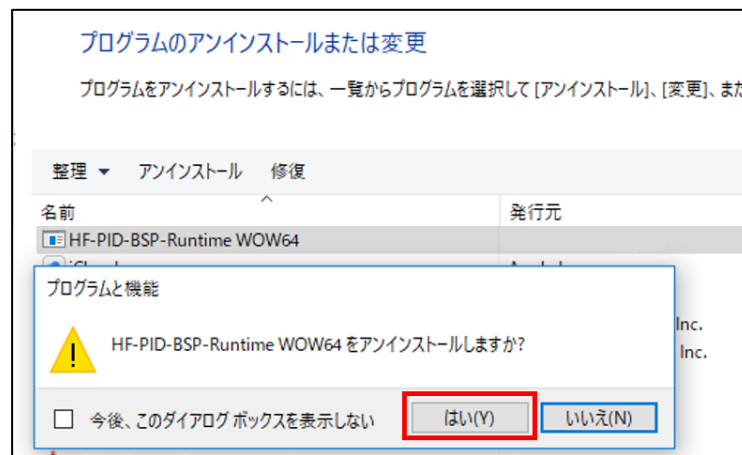 プログラムのアンインストールまたは変更
プログラムをアンインストールするには、一覧からプログラムを選択して [アンインストール]、[変更]、また
整理 アンインストール 修復
名前 発行元
HF-PID-BSP-Runtime WOW64
プログラムと機能
Inc.
HF-PID-BSP-Runtime WOW64 をアンインストールしますか?
Inc.
今後、このダイアログ ボックスを表示しない はい(Y) いいえ(N)